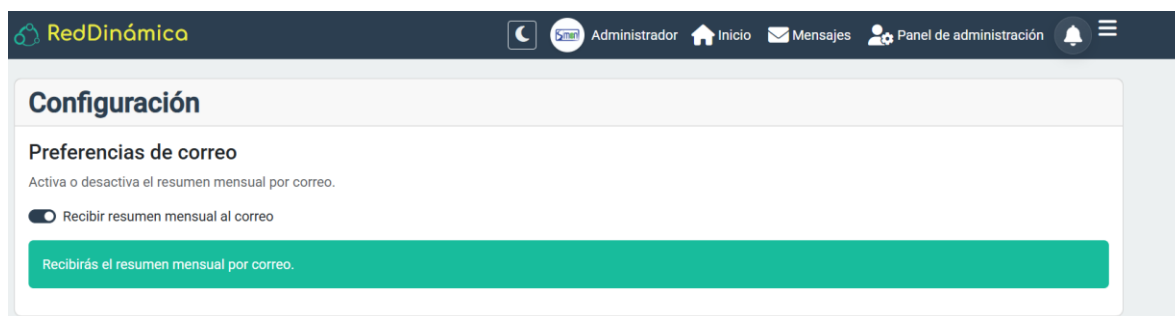 RedDinámica
Administrador Inicio Mensajes Panel de administración
Configuración
Preferencias de correo
Activa o desactiva el resumen mensual por correo.
Recibir resumen mensual al correo
Recibirás el resumen mensual por correo.